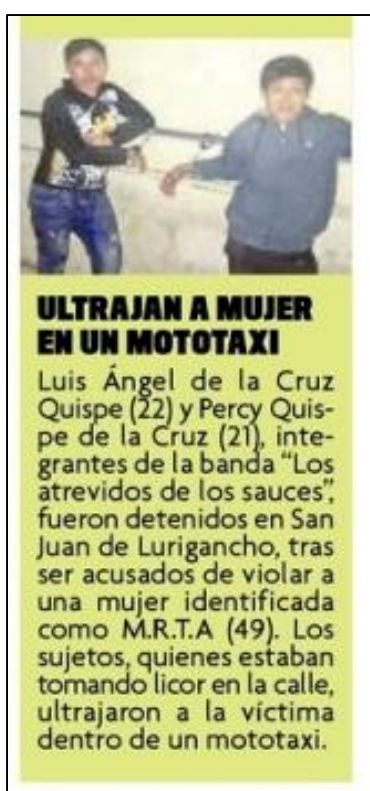 ULTRAJAN A MUJER
EN UN MOTOTAXI
Luis Ángel de la Cruz
Quispe (22) y Percy Quis-
pe de la Cruz (21), inte-
grantes de la banda “Los
atrevidos de los sauces”,
fueron detenidos en San
Juan de Lurigancho, tras
ser acusados de violar a
una mujer identificada
como M.R.T.A (49). Los
sujetos, quienes estaban
tomando licor en la calle,
ultrajaron a la víctima
dentro de un mototaxi.